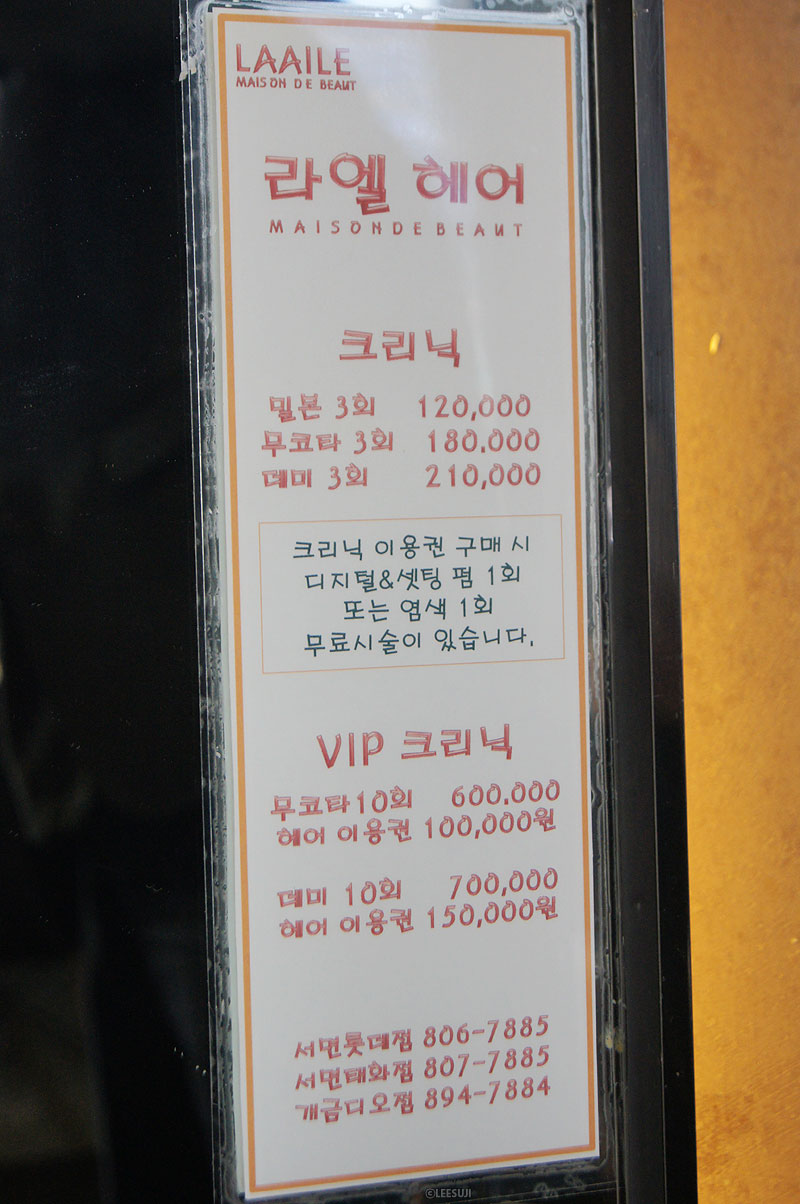 LAAILE
MAISON DE BEAUT
라엘 헤어
MAISONDEBEAUT
크리닉
밀본 3회 120,000
무코타 3회 180.000
데미 3회 210,000
크리닉 이용권 구매 시
디지털&셋팅 펌 1회
또는 염색 1회
무료시술이 있습니다.
VIP 크리닉
무코타10회 600.000
헤어 이용권 100,000원
데미 10회 700,000
헤어 이용권 150,000원
서면롯데점 806-7885
서면태화점 807-7885
개금디오점 894-7884
©LEESUJI